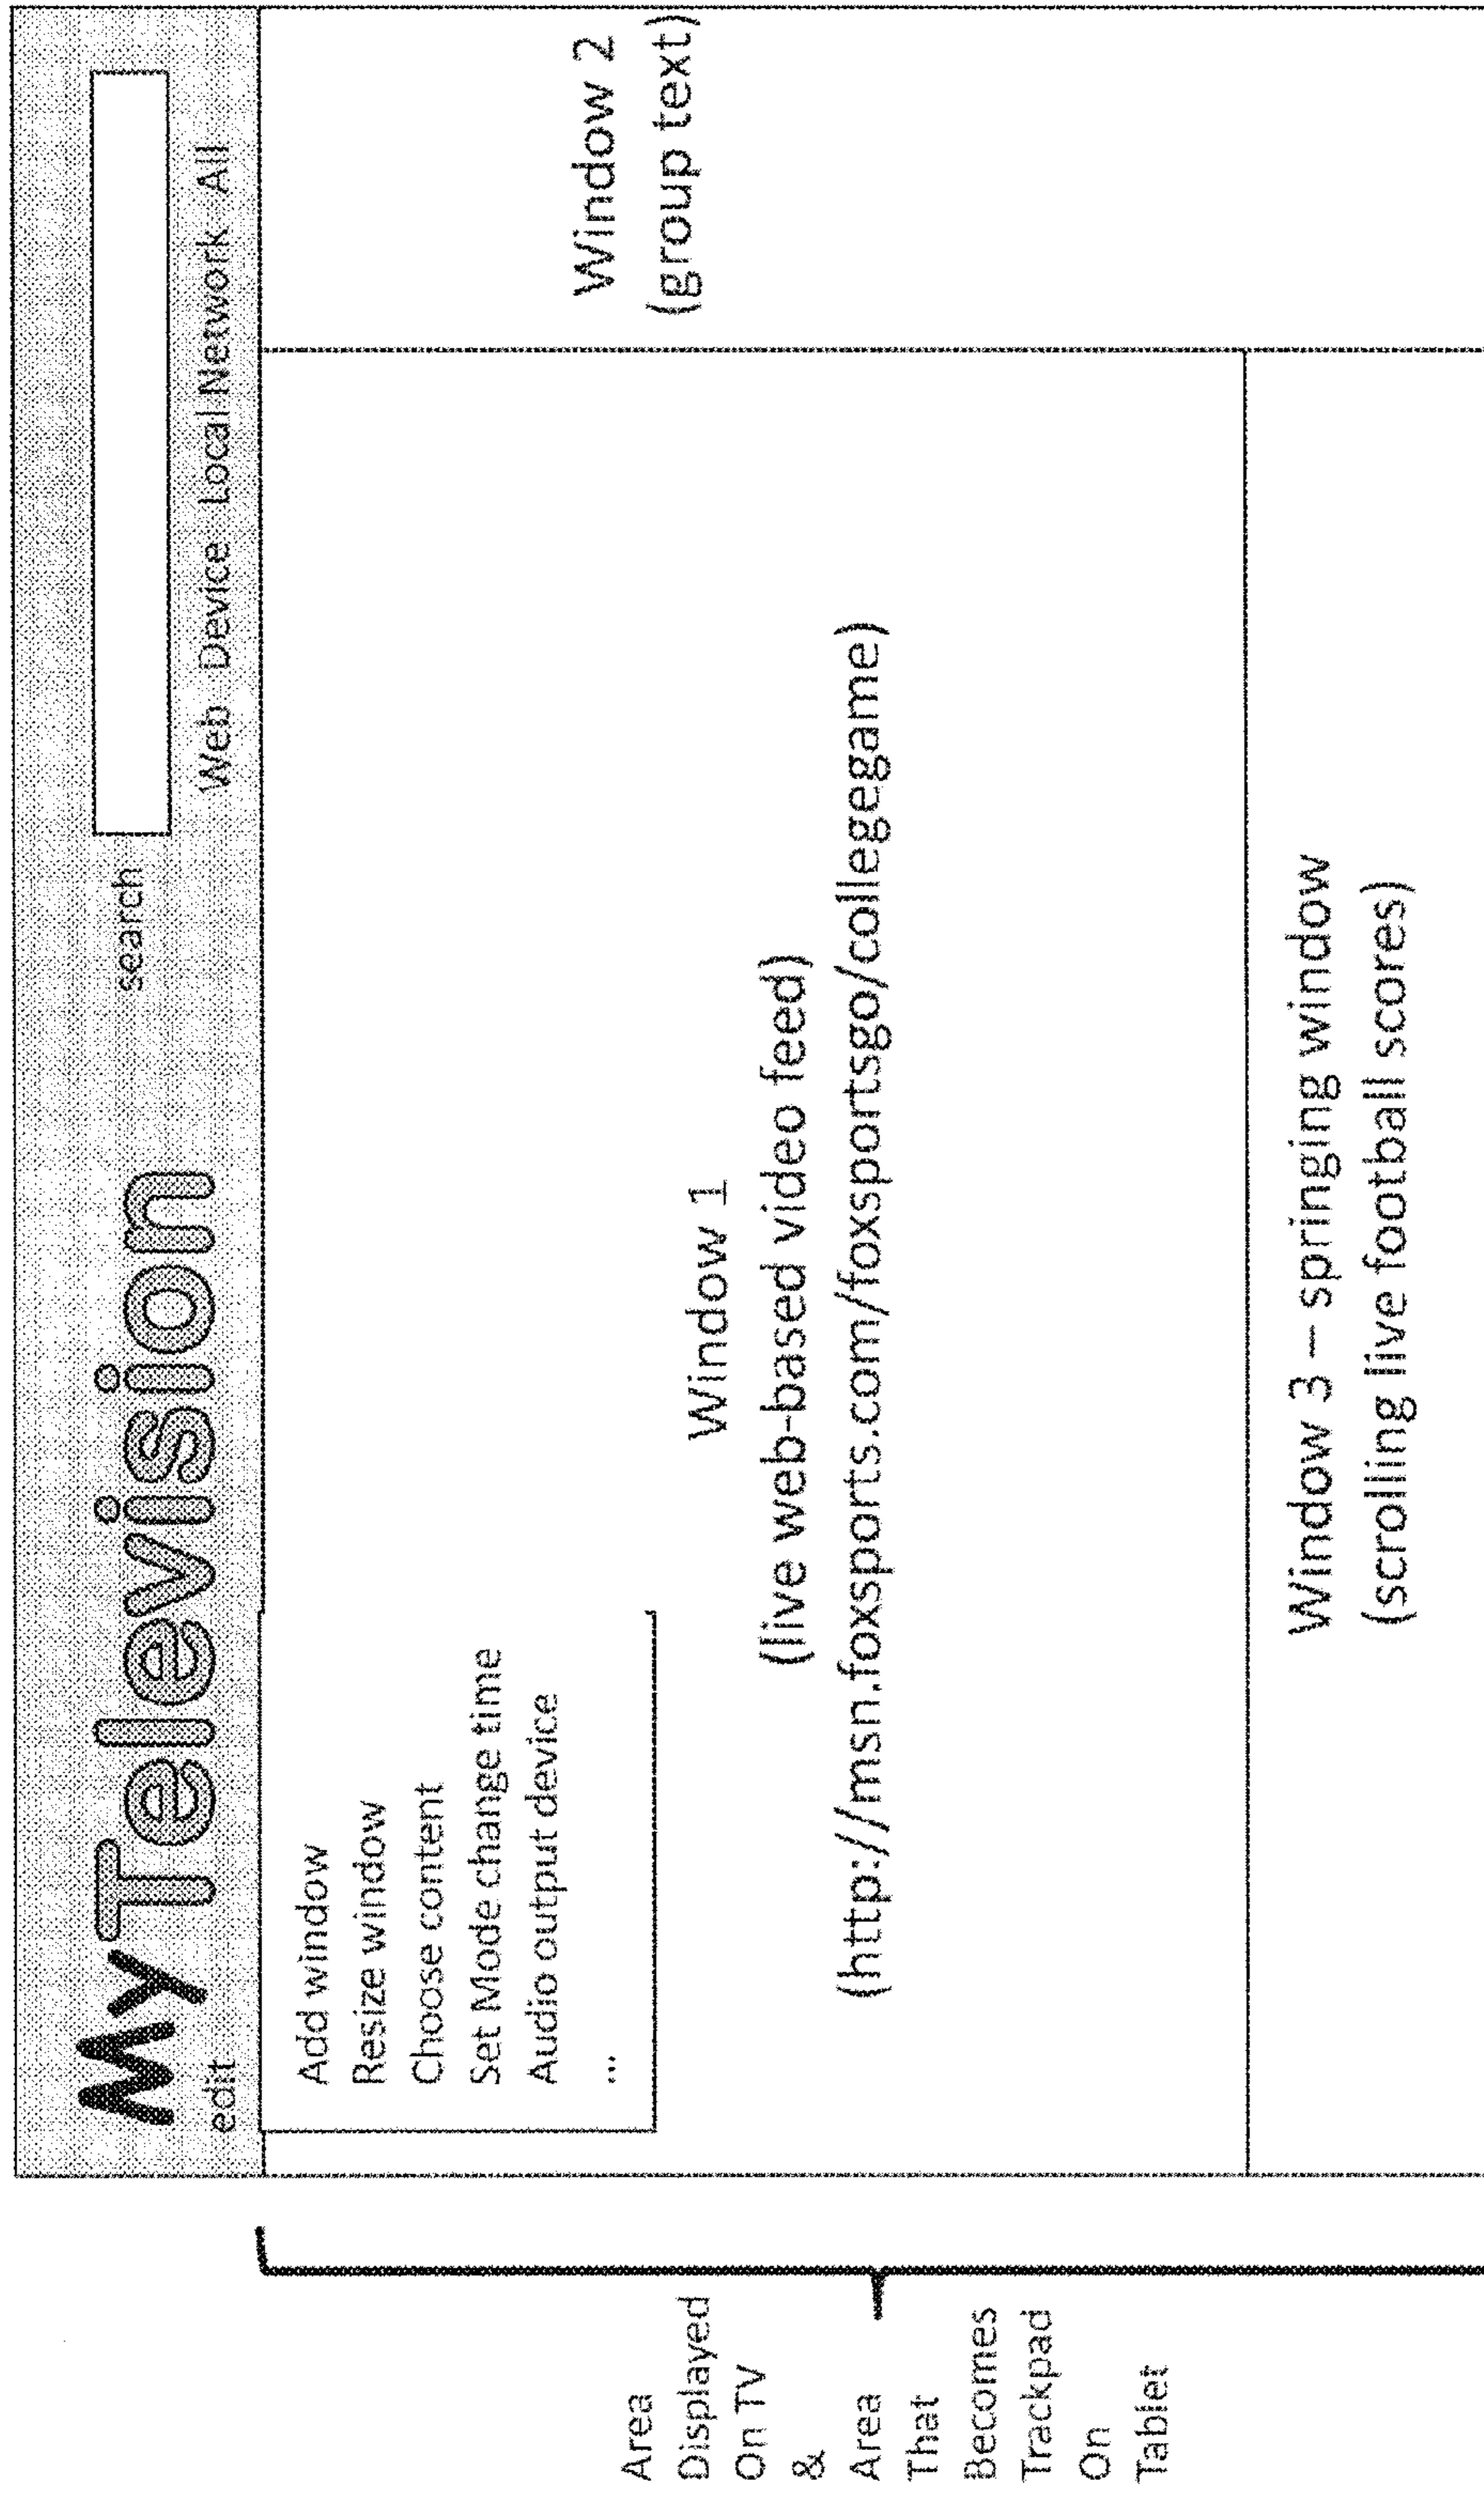 MyTelevision
search
edit
Web Device Local Network All
Add window
Resize window
Choose content
Set Mode change time
Audio output device
...
Window 1
(live web-based video feed)
(http://msn.foxsports.com/foxsportsgo/collegegame)
Window 2
(group text)
Window 3 – springing window
(scrolling live football scores)
Area
Displayed
On TV
&
Area
That
Becomes
Trackpad
On
Tablet